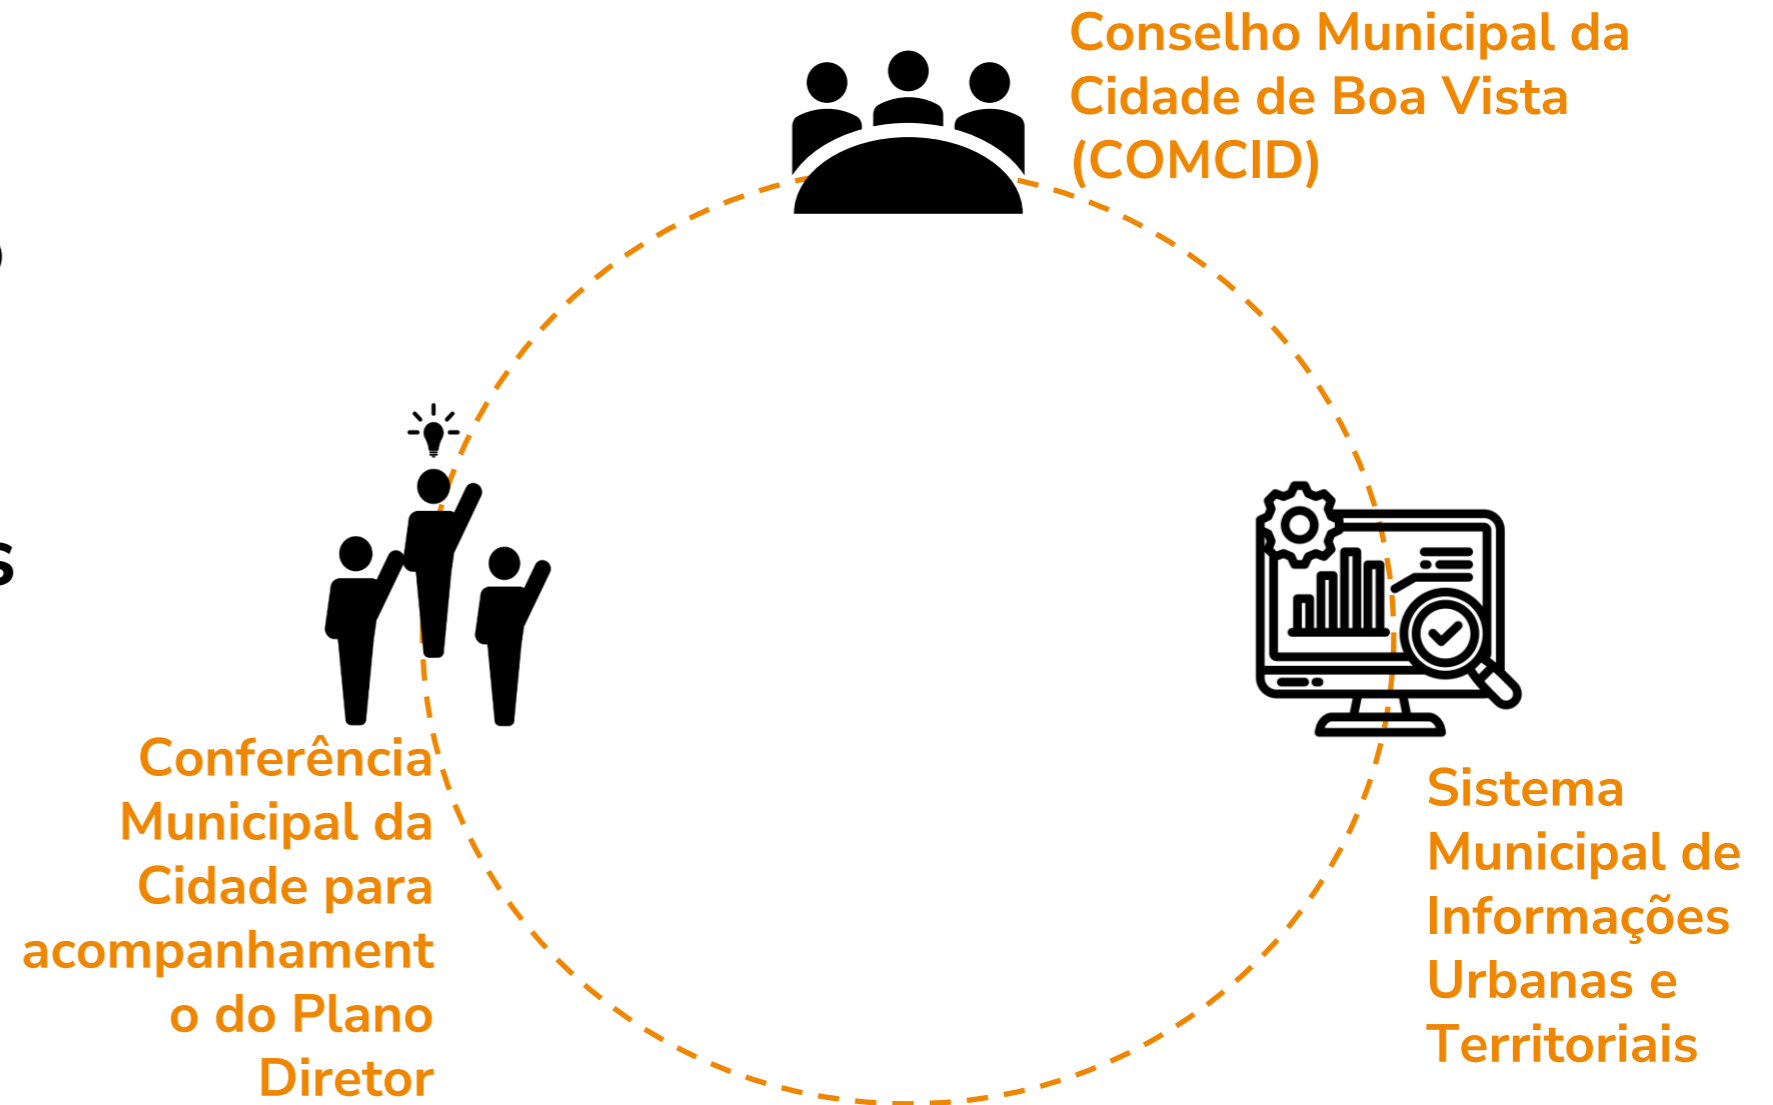 Conselho Municipal da
Cidade de Boa Vista
(COMCID)
Conferência
Municipal da
Cidade para
acompanhament
o do Plano
Diretor
Sistema
Municipal de
Informações
Urbanas e
Territoriais